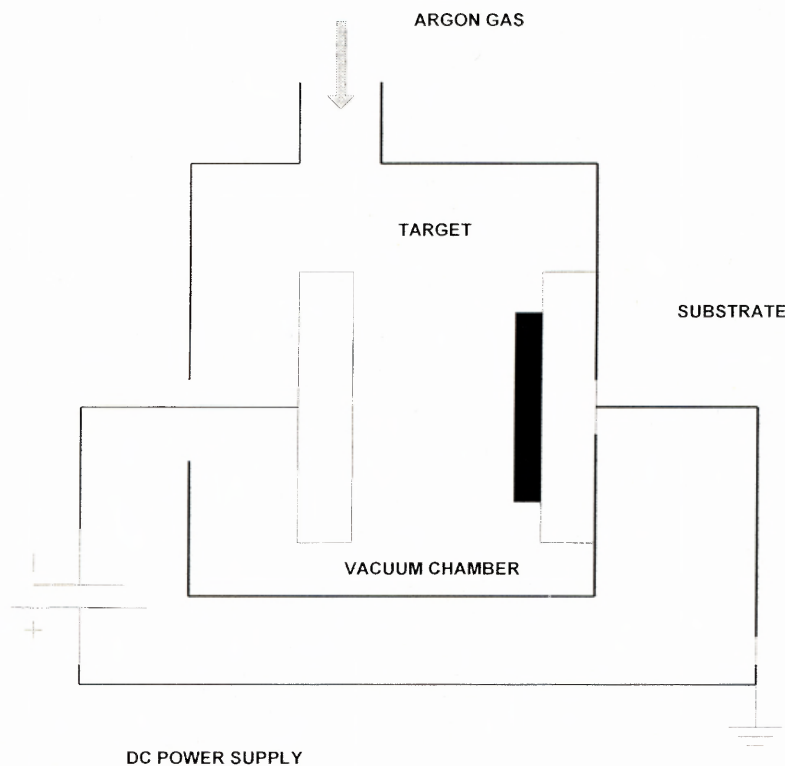 ARGON GAS
TARGET
SUBSTRATE
VACUUM CHAMBER
+
DC POWER SUPPLY